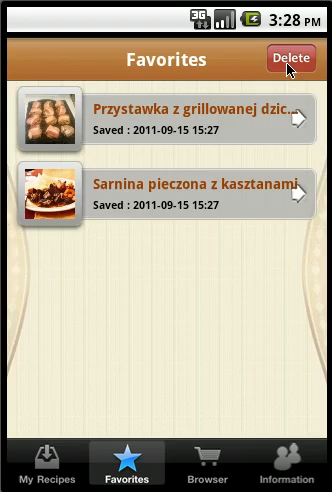 3G
3:28 PM
Favorites
Delete
Przystawka z grillowanej dzic...
Saved : 2011-09-15 15:27
Sarnina pieczona z kasztanami
Saved : 2011-09-15 15:27
My Recipes
Favorites
Browser
Information